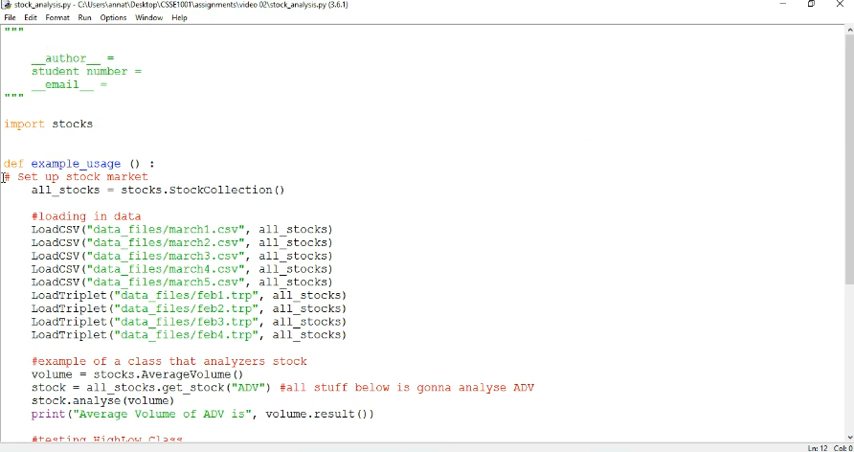 stock_analysis.py - C:\Users\annat\Desktop\CSSE1001\assignments\video 02\stock_analysis.py (3.6.1)
File Edit Format Run Options Window Help
"""
__author__ =
student number =
__email__ =
"""
import stocks
def example_usage () :
# Set up stock market
all_stocks = stocks.StockCollection()
#loading in data
LoadCSV("data_files/march1.csv", all_stocks)
LoadCSV("data_files/march2.csv", all_stocks)
LoadCSV("data_files/march3.csv", all_stocks)
LoadCSV("data_files/march4.csv", all_stocks)
LoadCSV("data_files/march5.csv", all_stocks)
LoadTriplet("data_files/feb1.trp", all_stocks)
LoadTriplet("data_files/feb2.trp", all_stocks)
LoadTriplet("data_files/feb3.trp", all_stocks)
LoadTriplet("data_files/feb4.trp", all_stocks)
#example of a class that analyzers stock
volume = stocks.AverageVolume()
stock = all_stocks.get_stock("ADV") #all stuff below is gonna analyse ADV
stock.analyse(volume)
print("Average Volume of ADV is", volume.result())
#testing HighLow Class
Ln: 12 Col: 0